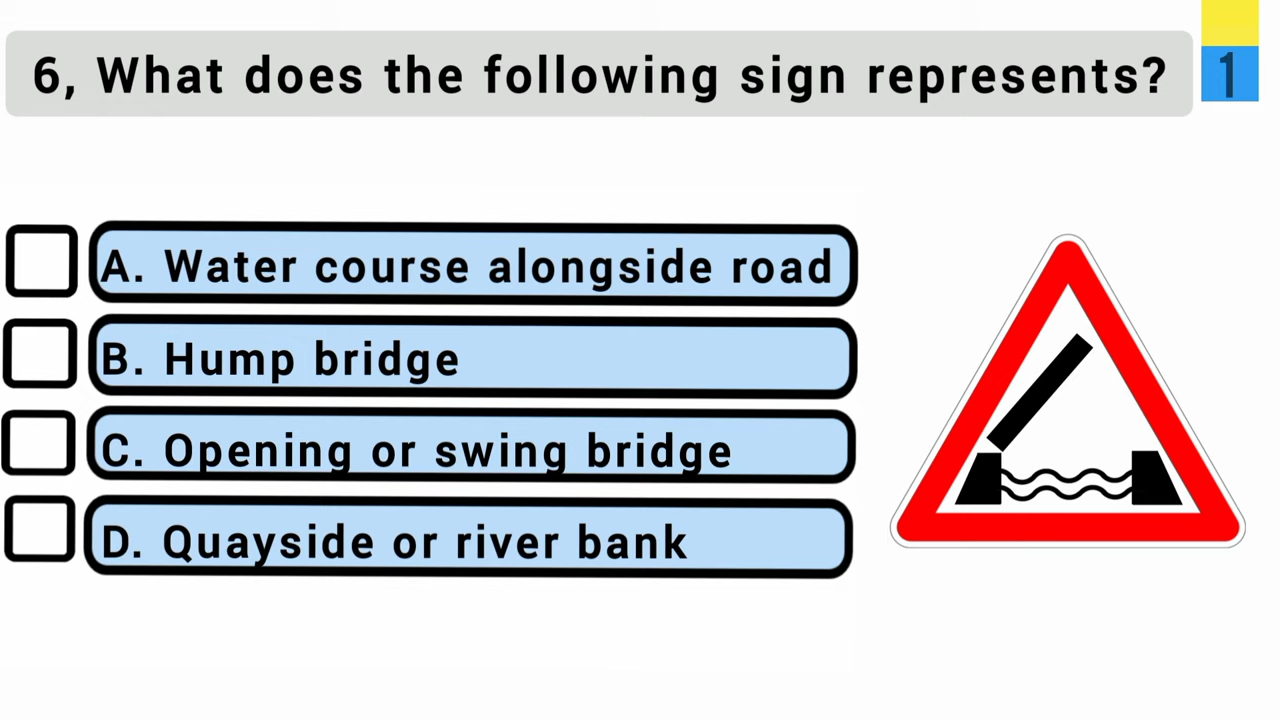 6, What does the following sign represents?
1
A. Water course alongside road
B. Hump bridge
C. Opening or swing bridge
D. Quayside or river bank